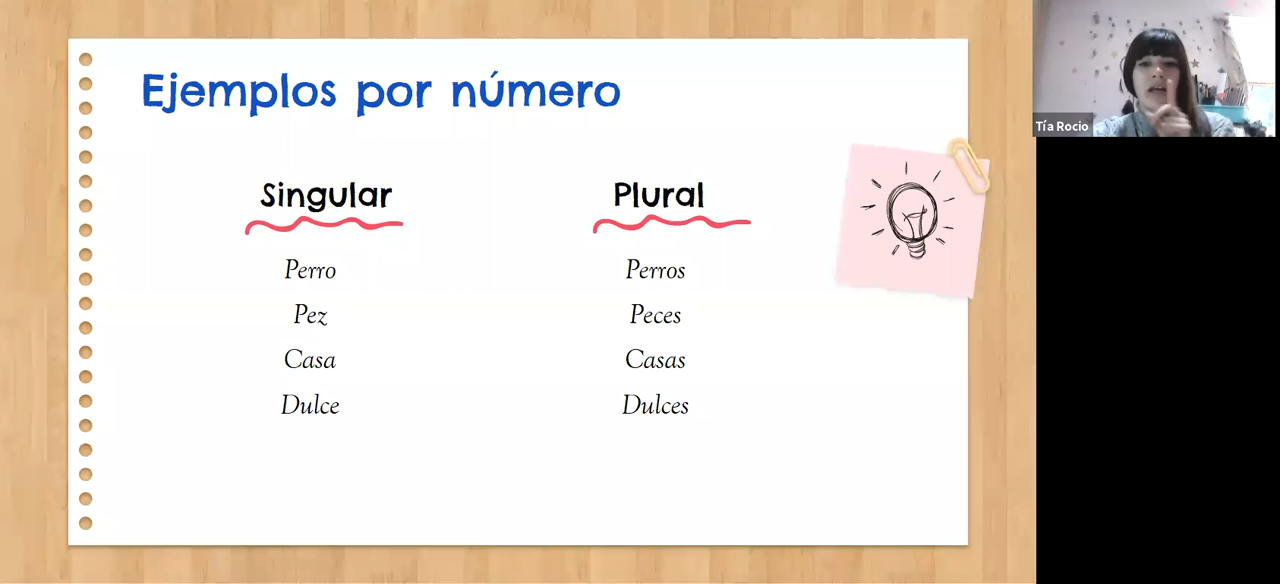 Ejemplos por número
Singular
Plural
Perro
Perros
Pez
Peces
Casa
Casas
Dulce
Dulces
Tía Rocio